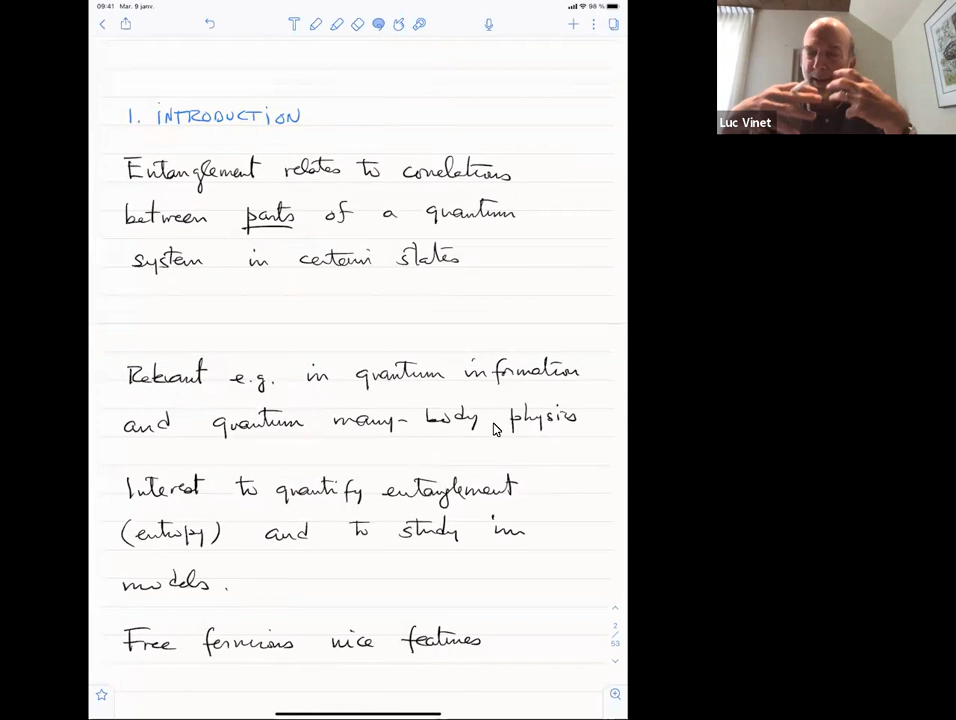 09:41 Mar. 9 janv.
98 %
1. INTRODUCTION
Entanglement relates to correlations
between parts of a quantum
system in certain states
Relevant e.g. in quantum information
and quantum many-body physics
Interest to quantify entanglement
(entropy) and to study in
models.
Free fermions nice features
2
/
53
Luc Vinet